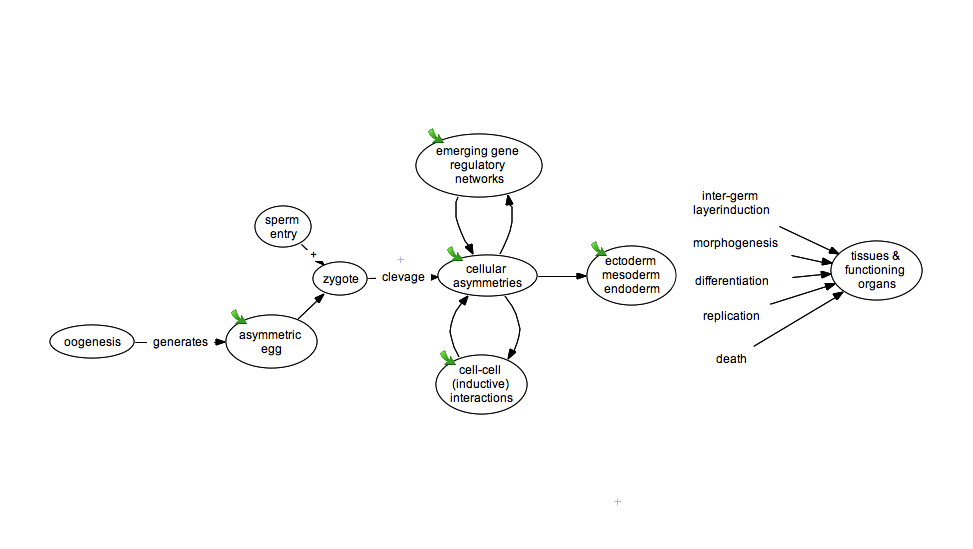 oogenesis
generates
asymmetric
egg
sperm
entry
+
zygote
clevage
emerging gene
regulatory
networks
cellular
asymmetries
cell-cell
(inductive)
interactions
ectoderm
mesoderm
endoderm
inter-germ
layerinduction
morphogenesis
differentiation
replication
death
tissues &
functioning
organs